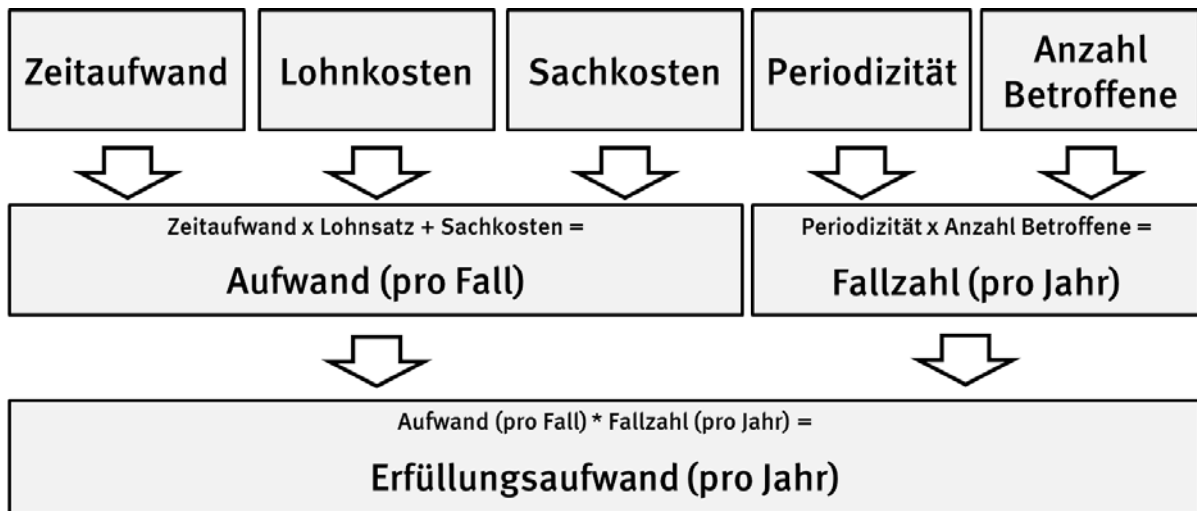 Zeitaufwand
Lohnkosten
Sachkosten
Periodizität
Anzahl
Betroffene
Zeitaufwand x Lohnsatz + Sachkosten =
Aufwand (pro Fall)
Periodizität x Anzahl Betroffene =
Fallzahl (pro Jahr)
Aufwand (pro Fall) * Fallzahl (pro Jahr) =
Erfüllungsaufwand (pro Jahr)